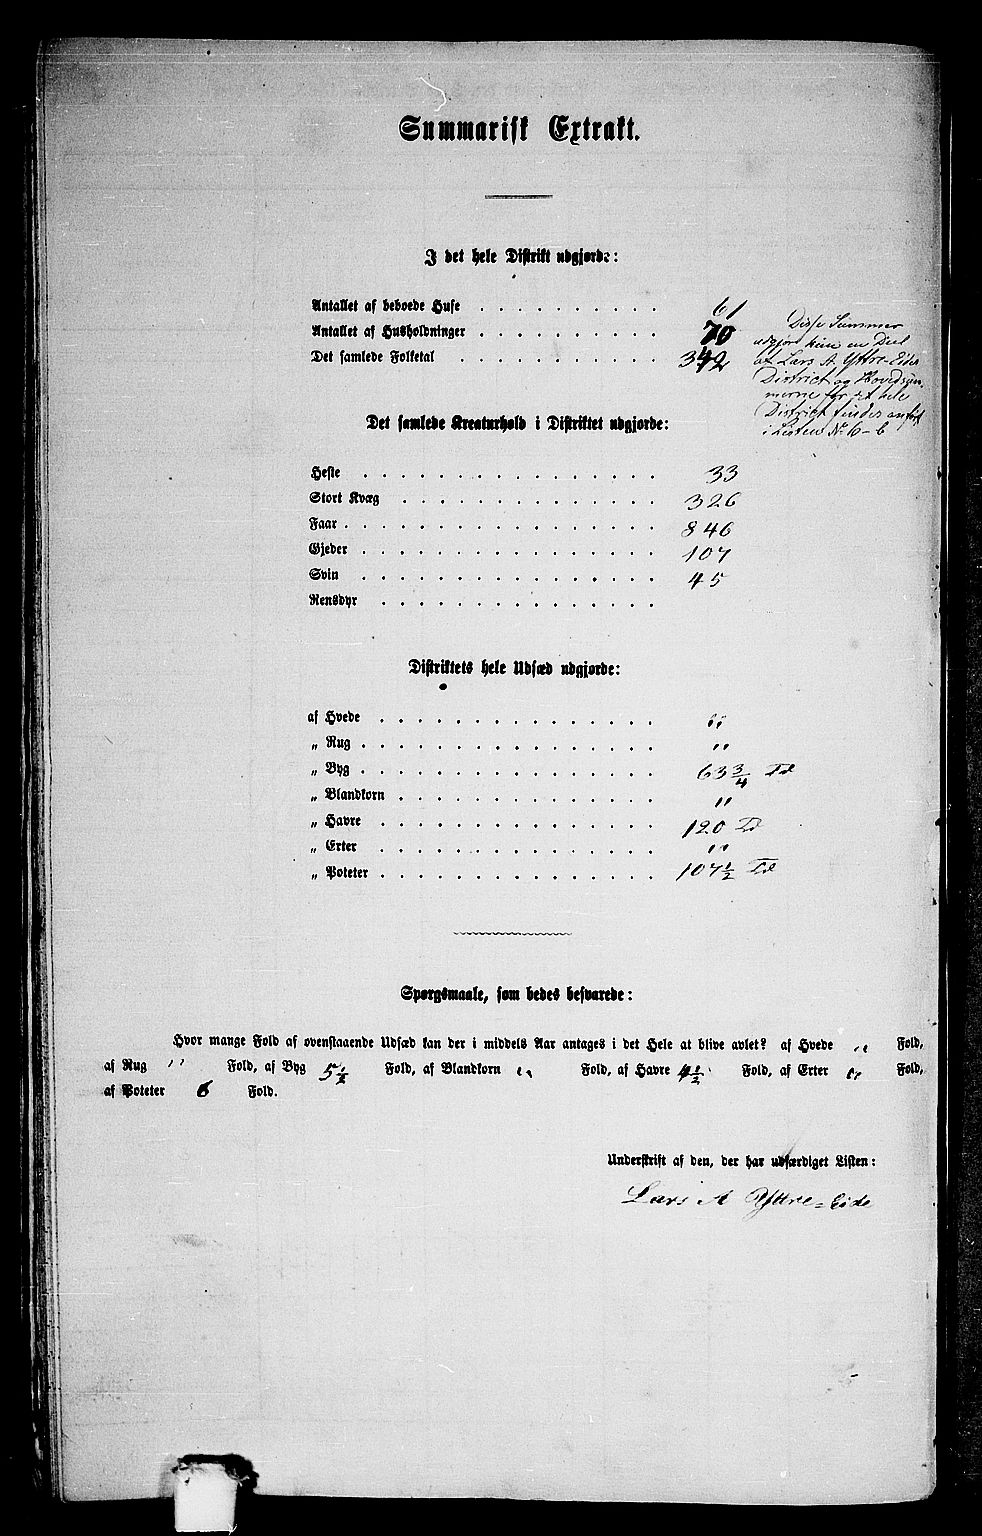 Summarisk Extrakt.
I det hele Distrikt udgjorde:
Antallet af beboede Huse . . . . . . . . . . 61
Antallet af Husholdninger . . . . . . . . . . 70
Det samlede Folketal . . . . . . . . . . . 342
Disse Summer
udgjør kun en Deel
af Lars A Yttre-Eides
District og Hovedsum-
merne for det hele
District findes anført
i Listen No 6-b
Det samlede Kreaturhold i Distriktet udgjorde:
Heste . . . . . . . . . . . . . . . . 33
Stort Kvæg . . . . . . . . . . . . . . 326
Faar . . . . . . . . . . . . . . . . . 846
Gjeder . . . . . . . . . . . . . . . . 107
Svin . . . . . . . . . . . . . . . . 45
Rensdyr . . . . . . . . . . . . . . .
Distriktets hele Udsæd udgjorde:
af Hvede . . . . . . . . . . . . . . . "
„ Rug . . . . . . . . . . . . . . . . "
„ Byg . . . . . . . . . . . . . . . . 63 3/4 Td
„ Blandkorn . . . . . . . . . . . . . . "
„ Havre . . . . . . . . . . . . . . . 120 Td
„ Erter . . . . . . . . . . . . . . . "
„ Poteter . . . . . . . . . . . . . . . 107 1/2 Td
Spørgsmaale, som bedes besvarede:
Hvor mange Fold af ovenstaaende Udsæd kan der i middels Aar antages i det Hele at blive avlet? af Hvede " Fold,
af Rug " Fold, af Byg 5 1/2 Fold, af Blandkorn " Fold, af Havre 4 1/2 Fold, af Erter " Fold,
af Poteter 6 Fold.
Underskrift af den, der har udfærdiget Listen:
Lars A Yttre=Eide